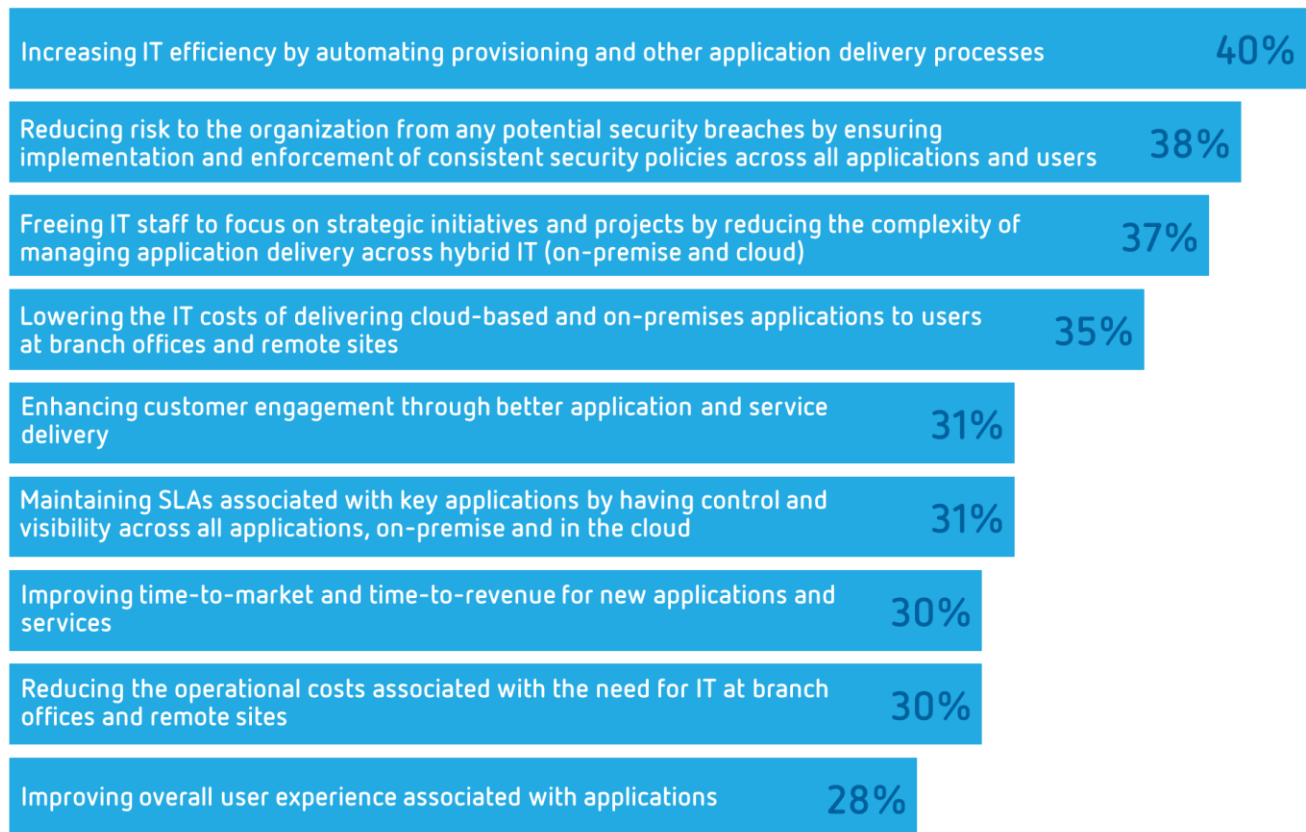 Increasing IT efficiency by automating provisioning and other application delivery processes 40%
Reducing risk to the organization from any potential security breaches by ensuring
implementation and enforcement of consistent security policies across all applications and users 38%
Freeing IT staff to focus on strategic initiatives and projects by reducing the complexity of
managing application delivery across hybrid IT (on-premise and cloud) 37%
Lowering the IT costs of delivering cloud-based and on-premises applications to users
at branch offices and remote sites 35%
Enhancing customer engagement through better application and service
delivery 31%
Maintaining SLAs associated with key applications by having control and
visibility across all applications, on-premise and in the cloud 31%
Improving time-to-market and time-to-revenue for new applications and
services 30%
Reducing the operational costs associated with the need for IT at branch
offices and remote sites 30%
Improving overall user experience associated with applications 28%